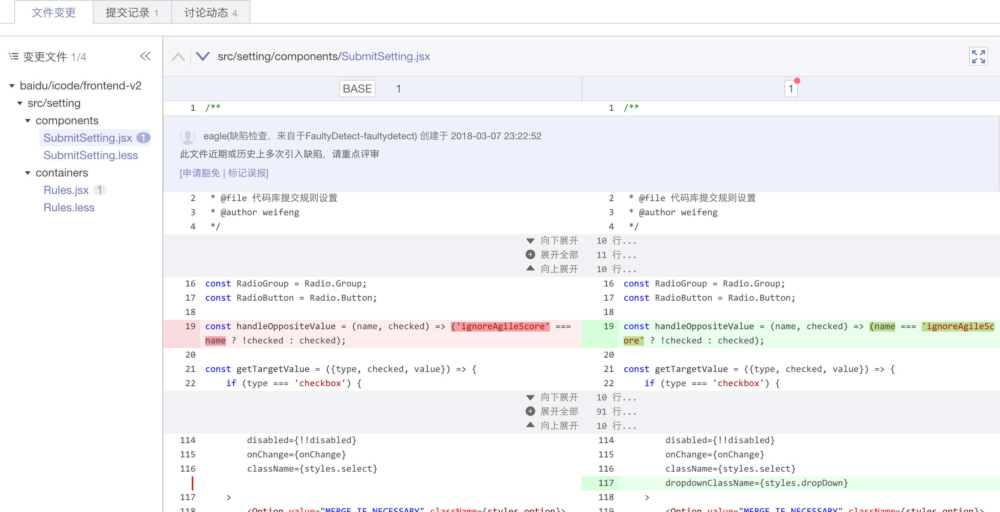 文件变更 提交记录 1 讨论动态 4
变更文件 1/4
baidu/icode/frontend-v2
src/setting
components
SubmitSetting.jsx 1
SubmitSetting.less
containers
Rules.jsx 1
Rules.less
src/setting/components/SubmitSetting.jsx
BASE 1 1
1 /** 1 /**
eagle(缺陷检查，来自于FaultyDetect-faultydetect) 创建于 2018-03-07 23:22:52
此文件近期或历史上多次引入缺陷，请重点评审
[申请豁免 | 标记误报]
2 * @file 代码库提交规则设置 2 * @file 代码库提交规则设置
3 * @author weifeng 3 * @author weifeng
4 */ 4 */
向下展开 10 行...
展开全部 11 行...
向上展开 10 行...
16 const RadioGroup = Radio.Group; 16 const RadioGroup = Radio.Group;
17 const RadioButton = Radio.Button; 17 const RadioButton = Radio.Button;
18 18
19 const handleOppositeValue = (name, checked) => ('ignoreAgileScore' === 19 const handleOppositeValue = (name, checked) => (name === 'ignoreAgileSc
name ? !checked : checked); ore' ? !checked : checked);
20 20
21 const getTargetValue = ({type, checked, value}) => { 21 const getTargetValue = ({type, checked, value}) => {
22 if (type === 'checkbox') { 22 if (type === 'checkbox') {
向下展开 10 行...
展开全部 91 行...
向上展开 10 行...
114 disabled={!!disabled} 114 disabled={!!disabled}
115 onChange={onChange} 115 onChange={onChange}
116 className={styles.select} 116 className={styles.select}
117 dropdownClassName={styles.dropDown}
117 > 118 >
118 <Option value="MERGE_IF_NECESSARY" className={styles.option}> 119 <Option value="MERGE_IF_NECESSARY" className={styles.option}>